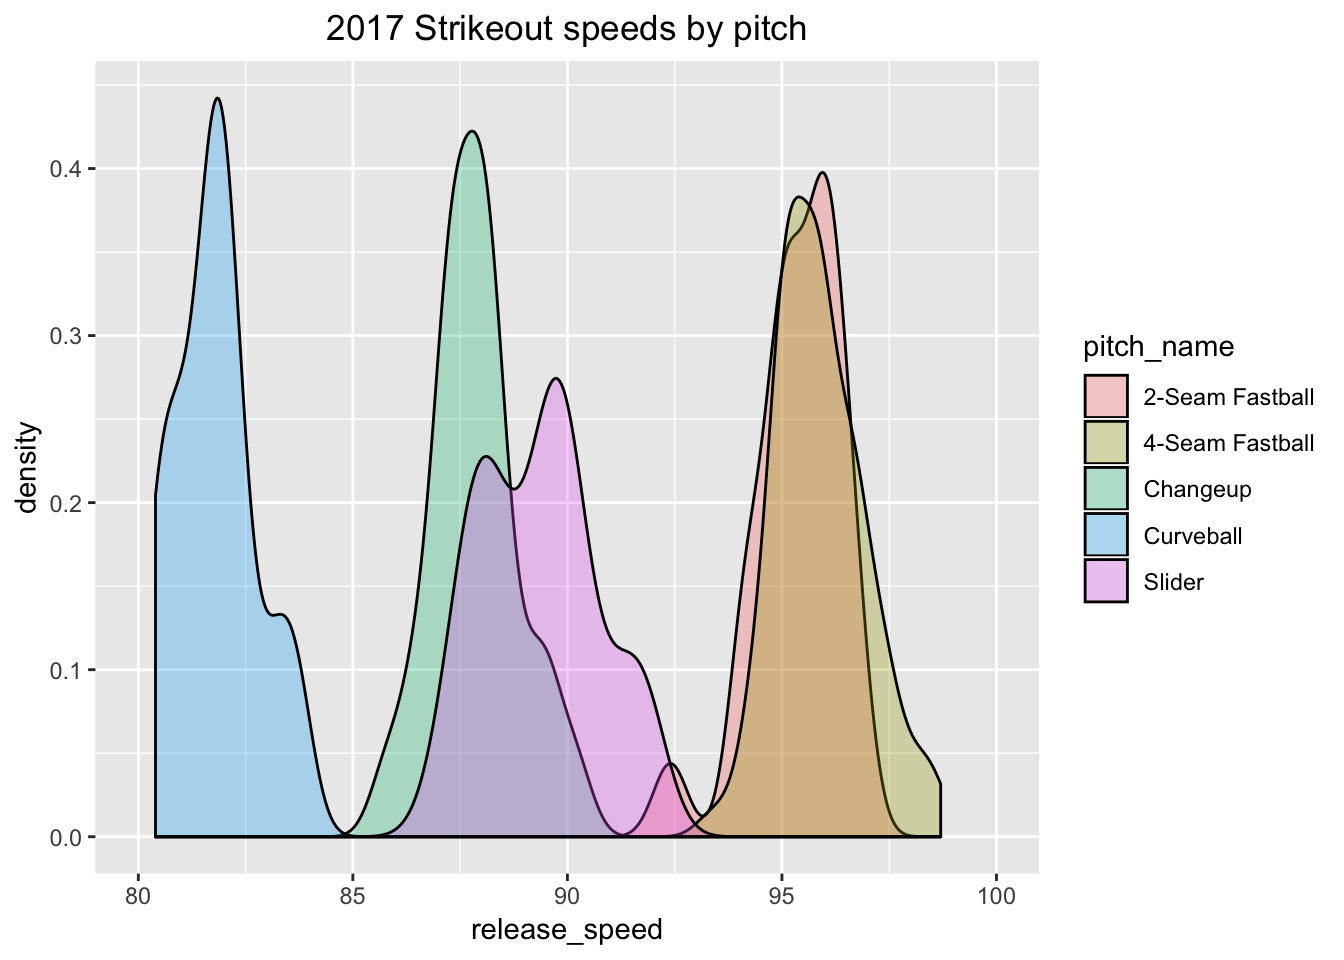 2017 Strikeout speeds by pitch
0.4
0.3
0.2
0.1
0.0
density
80 85 90 95 100
release_speed
pitch_name
2-Seam Fastball
4-Seam Fastball
Changeup
Curveball
Slider